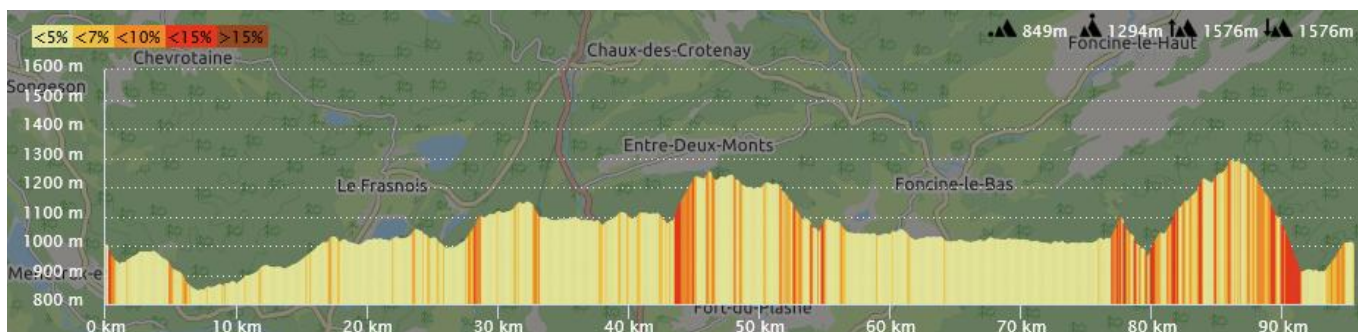 <5% <7% <10% <15% >15%
849m 1294m 1576m 1576m
Chevrotaine
Chaux-des-Crotenay
Foncine-le-Haut
1600 m
Songeson
1500 m
1400 m
1300 m
Entre-Deux-Monts
1200 m
Le Frasnois
Foncine-le-Bas
1100 m
1000 m
900 m
800 m
Fort-du-Plasne
0 km 10 km 20 km 30 km 40 km 50 km 60 km 70 km 80 km 90 km